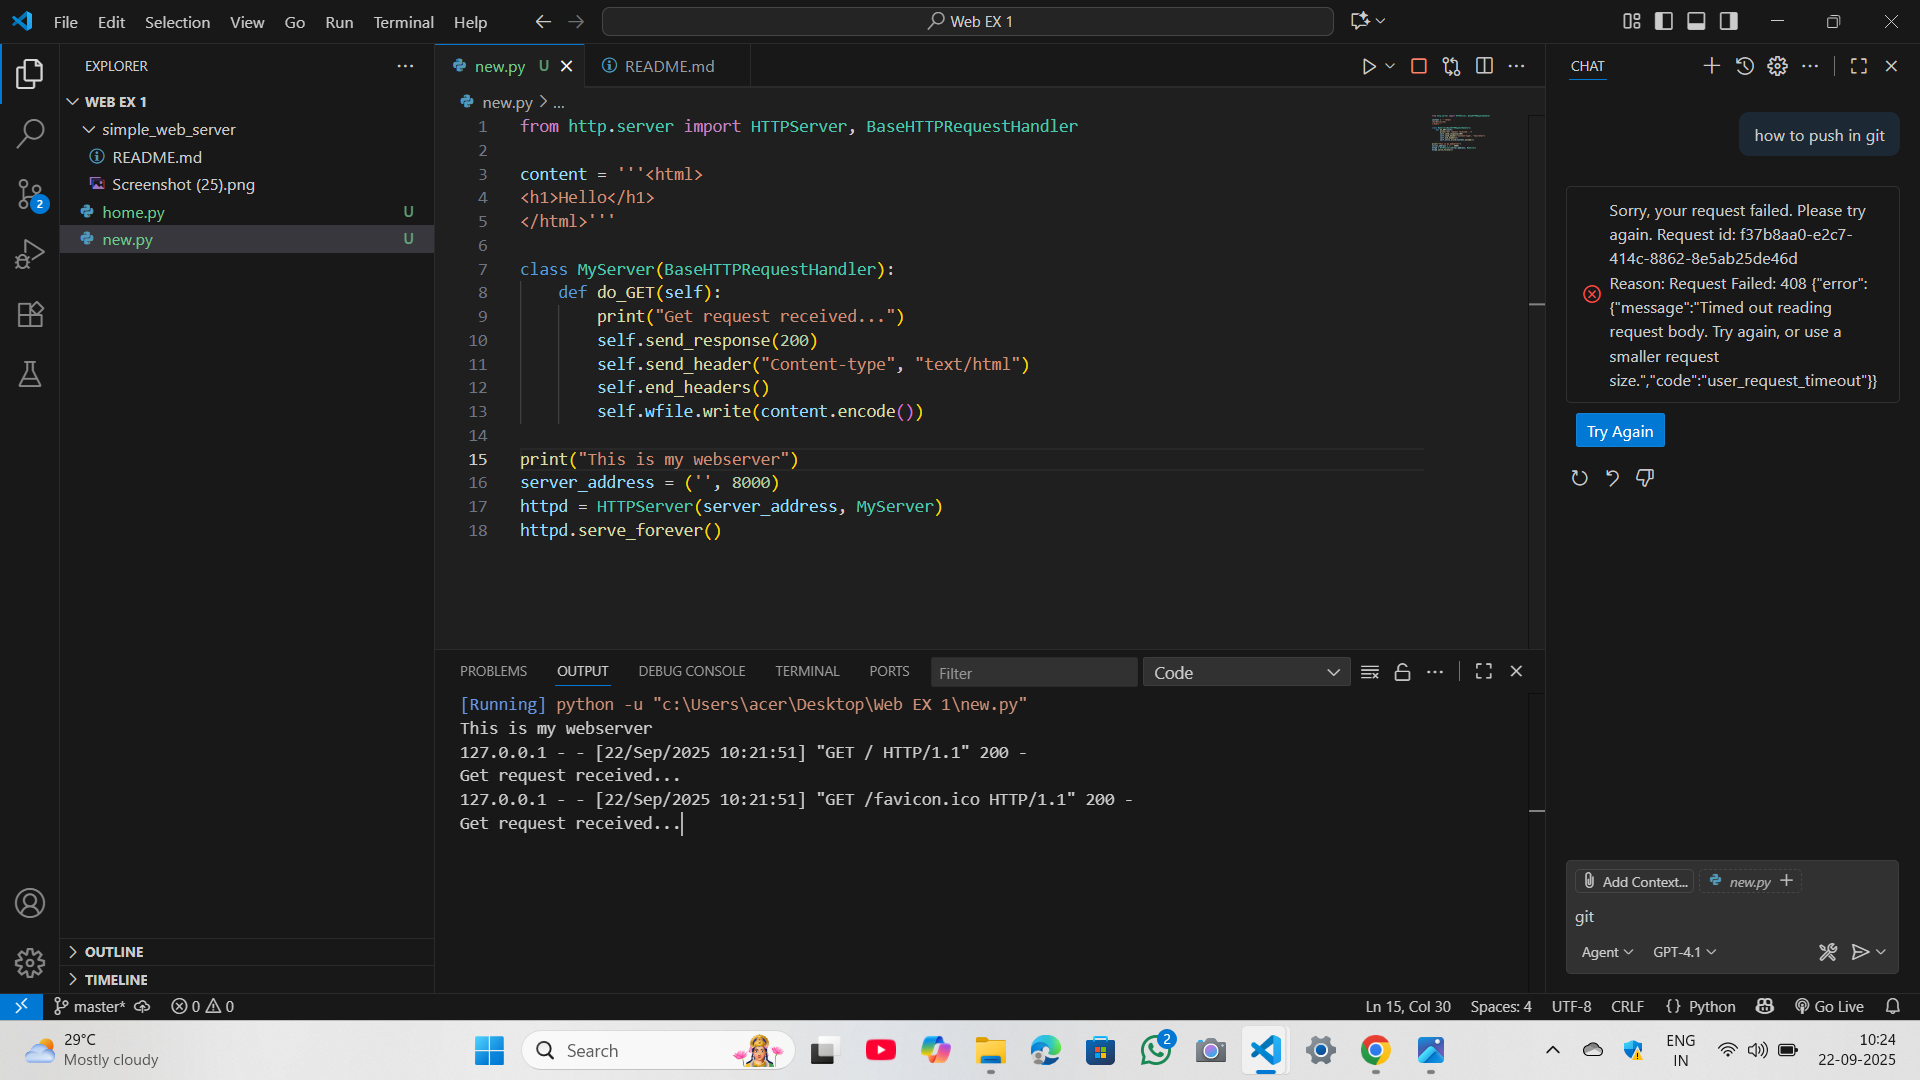 File Edit Selection View Go Run Terminal Help
Web EX 1
EXPLORER
WEB EX 1
simple_web_server
README.md
Screenshot (25).png
home.py U
new.py U
2
OUTLINE
TIMELINE
new.py U
README.md
new.py > ...
1 from http.server import HTTPServer, BaseHTTPRequestHandler
2
3 content = '''<html>
4 <h1>Hello</h1>
5 </html>'''
6
7 class MyServer(BaseHTTPRequestHandler):
8 def do_GET(self):
9 print("Get request received...")
10 self.send_response(200)
11 self.send_header("Content-type", "text/html")
12 self.end_headers()
13 self.wfile.write(content.encode())
14
15 print("This is my webserver")
16 server_address = ('', 8000)
17 httpd = HTTPServer(server_address, MyServer)
18 httpd.serve_forever()
PROBLEMS OUTPUT DEBUG CONSOLE TERMINAL PORTS Filter Code
[Running] python -u "c:\Users\acer\Desktop\Web EX 1\new.py"
This is my webserver
127.0.0.1 - - [22/Sep/2025 10:21:51] "GET / HTTP/1.1" 200 -
Get request received...
127.0.0.1 - - [22/Sep/2025 10:21:51] "GET /favicon.ico HTTP/1.1" 200 -
Get request received...
CHAT
how to push in git
Sorry, your request failed. Please try
again. Request id: f37b8aa0-e2c7-
414c-8862-8e5ab25de46d
Reason: Request Failed: 408 {"error":
{"message":"Timed out reading
request body. Try again, or use a
smaller request
size.","code":"user_request_timeout"}}
Try Again
Add Context... new.py
git
Agent GPT-4.1
master* 0 0
Ln 15, Col 30 Spaces: 4 UTF-8 CRLF {} Python Go Live
29°C
Mostly cloudy
Search
2
ENG
IN
10:24
22-09-2025